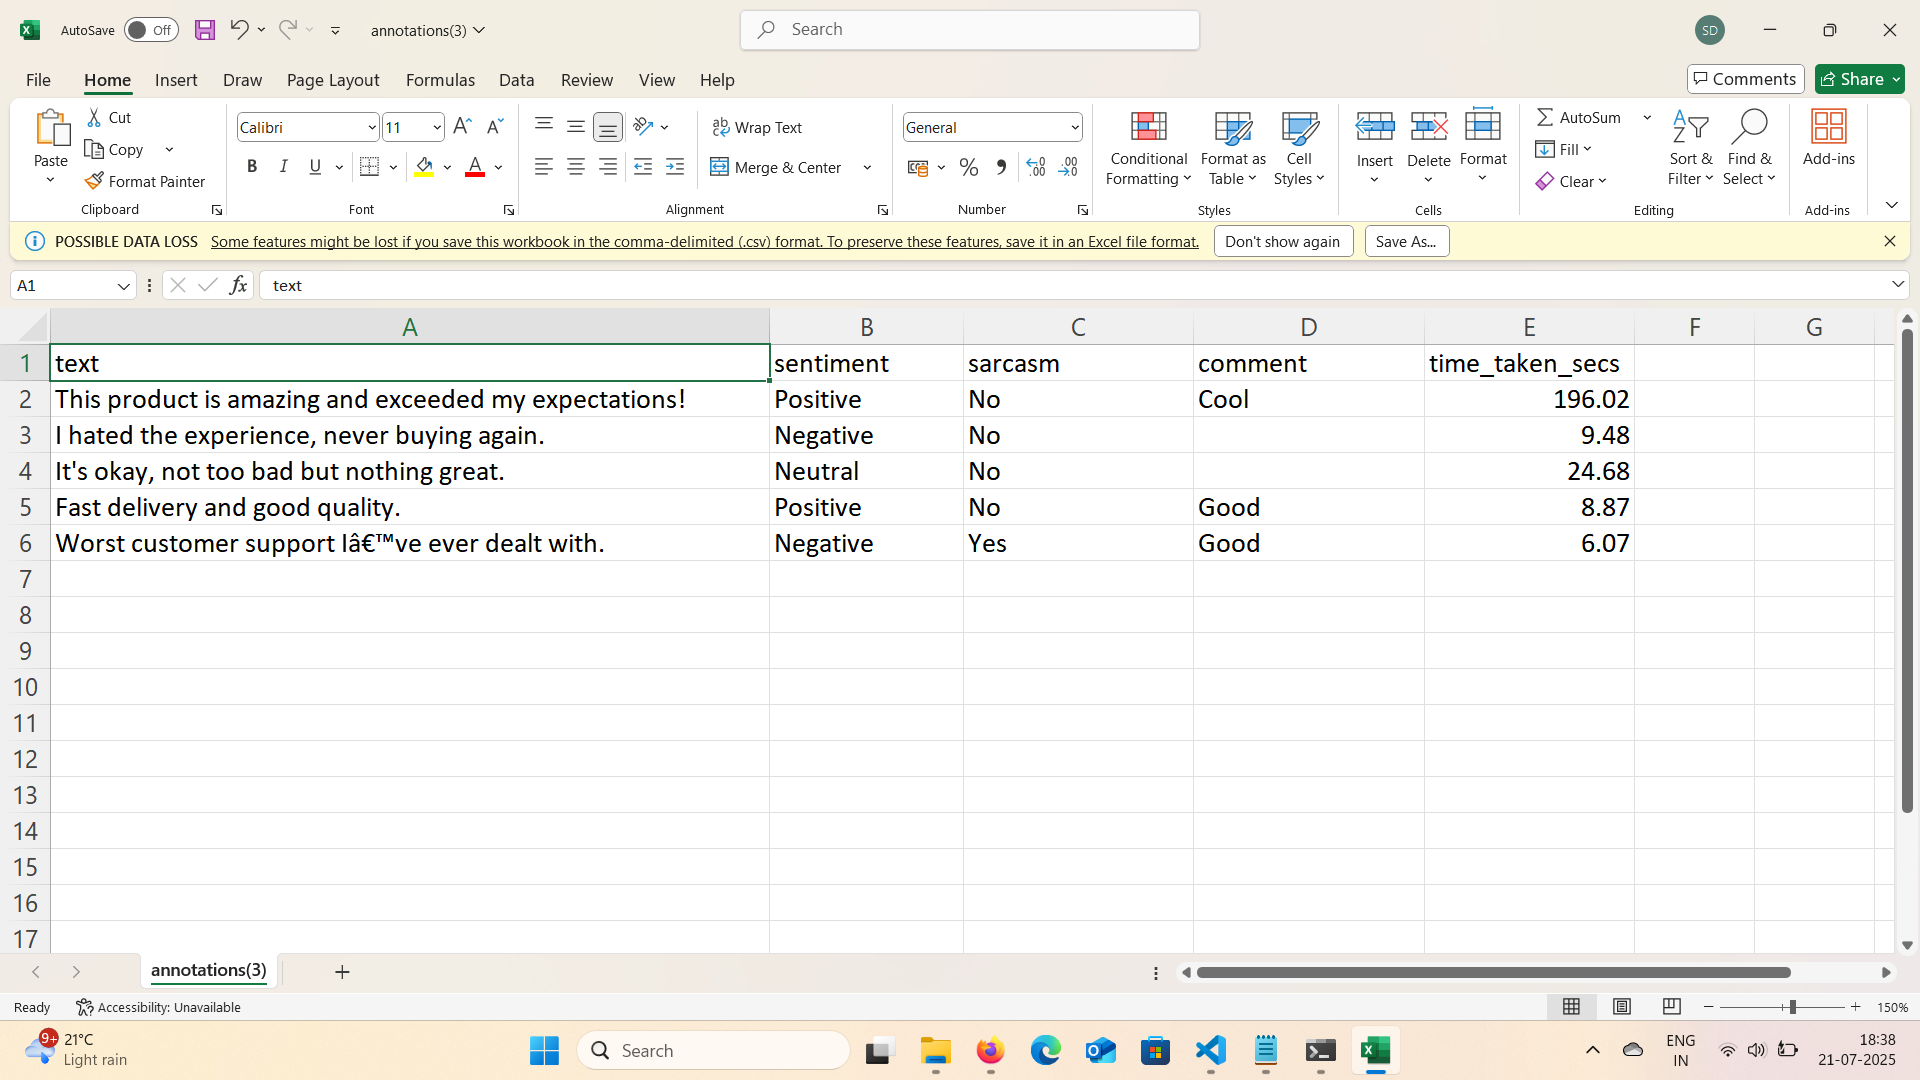 AutoSave Off annotations(3) Search SD
File Home Insert Draw Page Layout Formulas Data Review View Help Comments Share
Paste Cut Copy Format Painter Clipboard
Calibri 11 B I U A Font
Wrap Text Merge & Center Alignment
General % Number
Conditional Formatting Format as Table Cell Styles Styles
Insert Delete Format Cells
AutoSum Fill Clear Sort & Filter Find & Select Editing
Add-ins Add-ins
POSSIBLE DATA LOSS Some features might be lost if you save this workbook in the comma-delimited (.csv) format. To preserve these features, save it in an Excel file format. Don't show again Save As...
A1 fx text
A B C D E F G
1 text sentiment sarcasm comment time_taken_secs
2 This product is amazing and exceeded my expectations! Positive No Cool 196.02
3 I hated the experience, never buying again. Negative No 9.48
4 It's okay, not too bad but nothing great. Neutral No 24.68
5 Fast delivery and good quality. Positive No Good 8.87
6 Worst customer support Iâ€™ve ever dealt with. Negative Yes Good 6.07
7
8
9
10
11
12
13
14
15
16
17
annotations(3)
Ready Accessibility: Unavailable 150%
9+ 21°C Search ENG 18:38
Light rain IN 21-07-2025